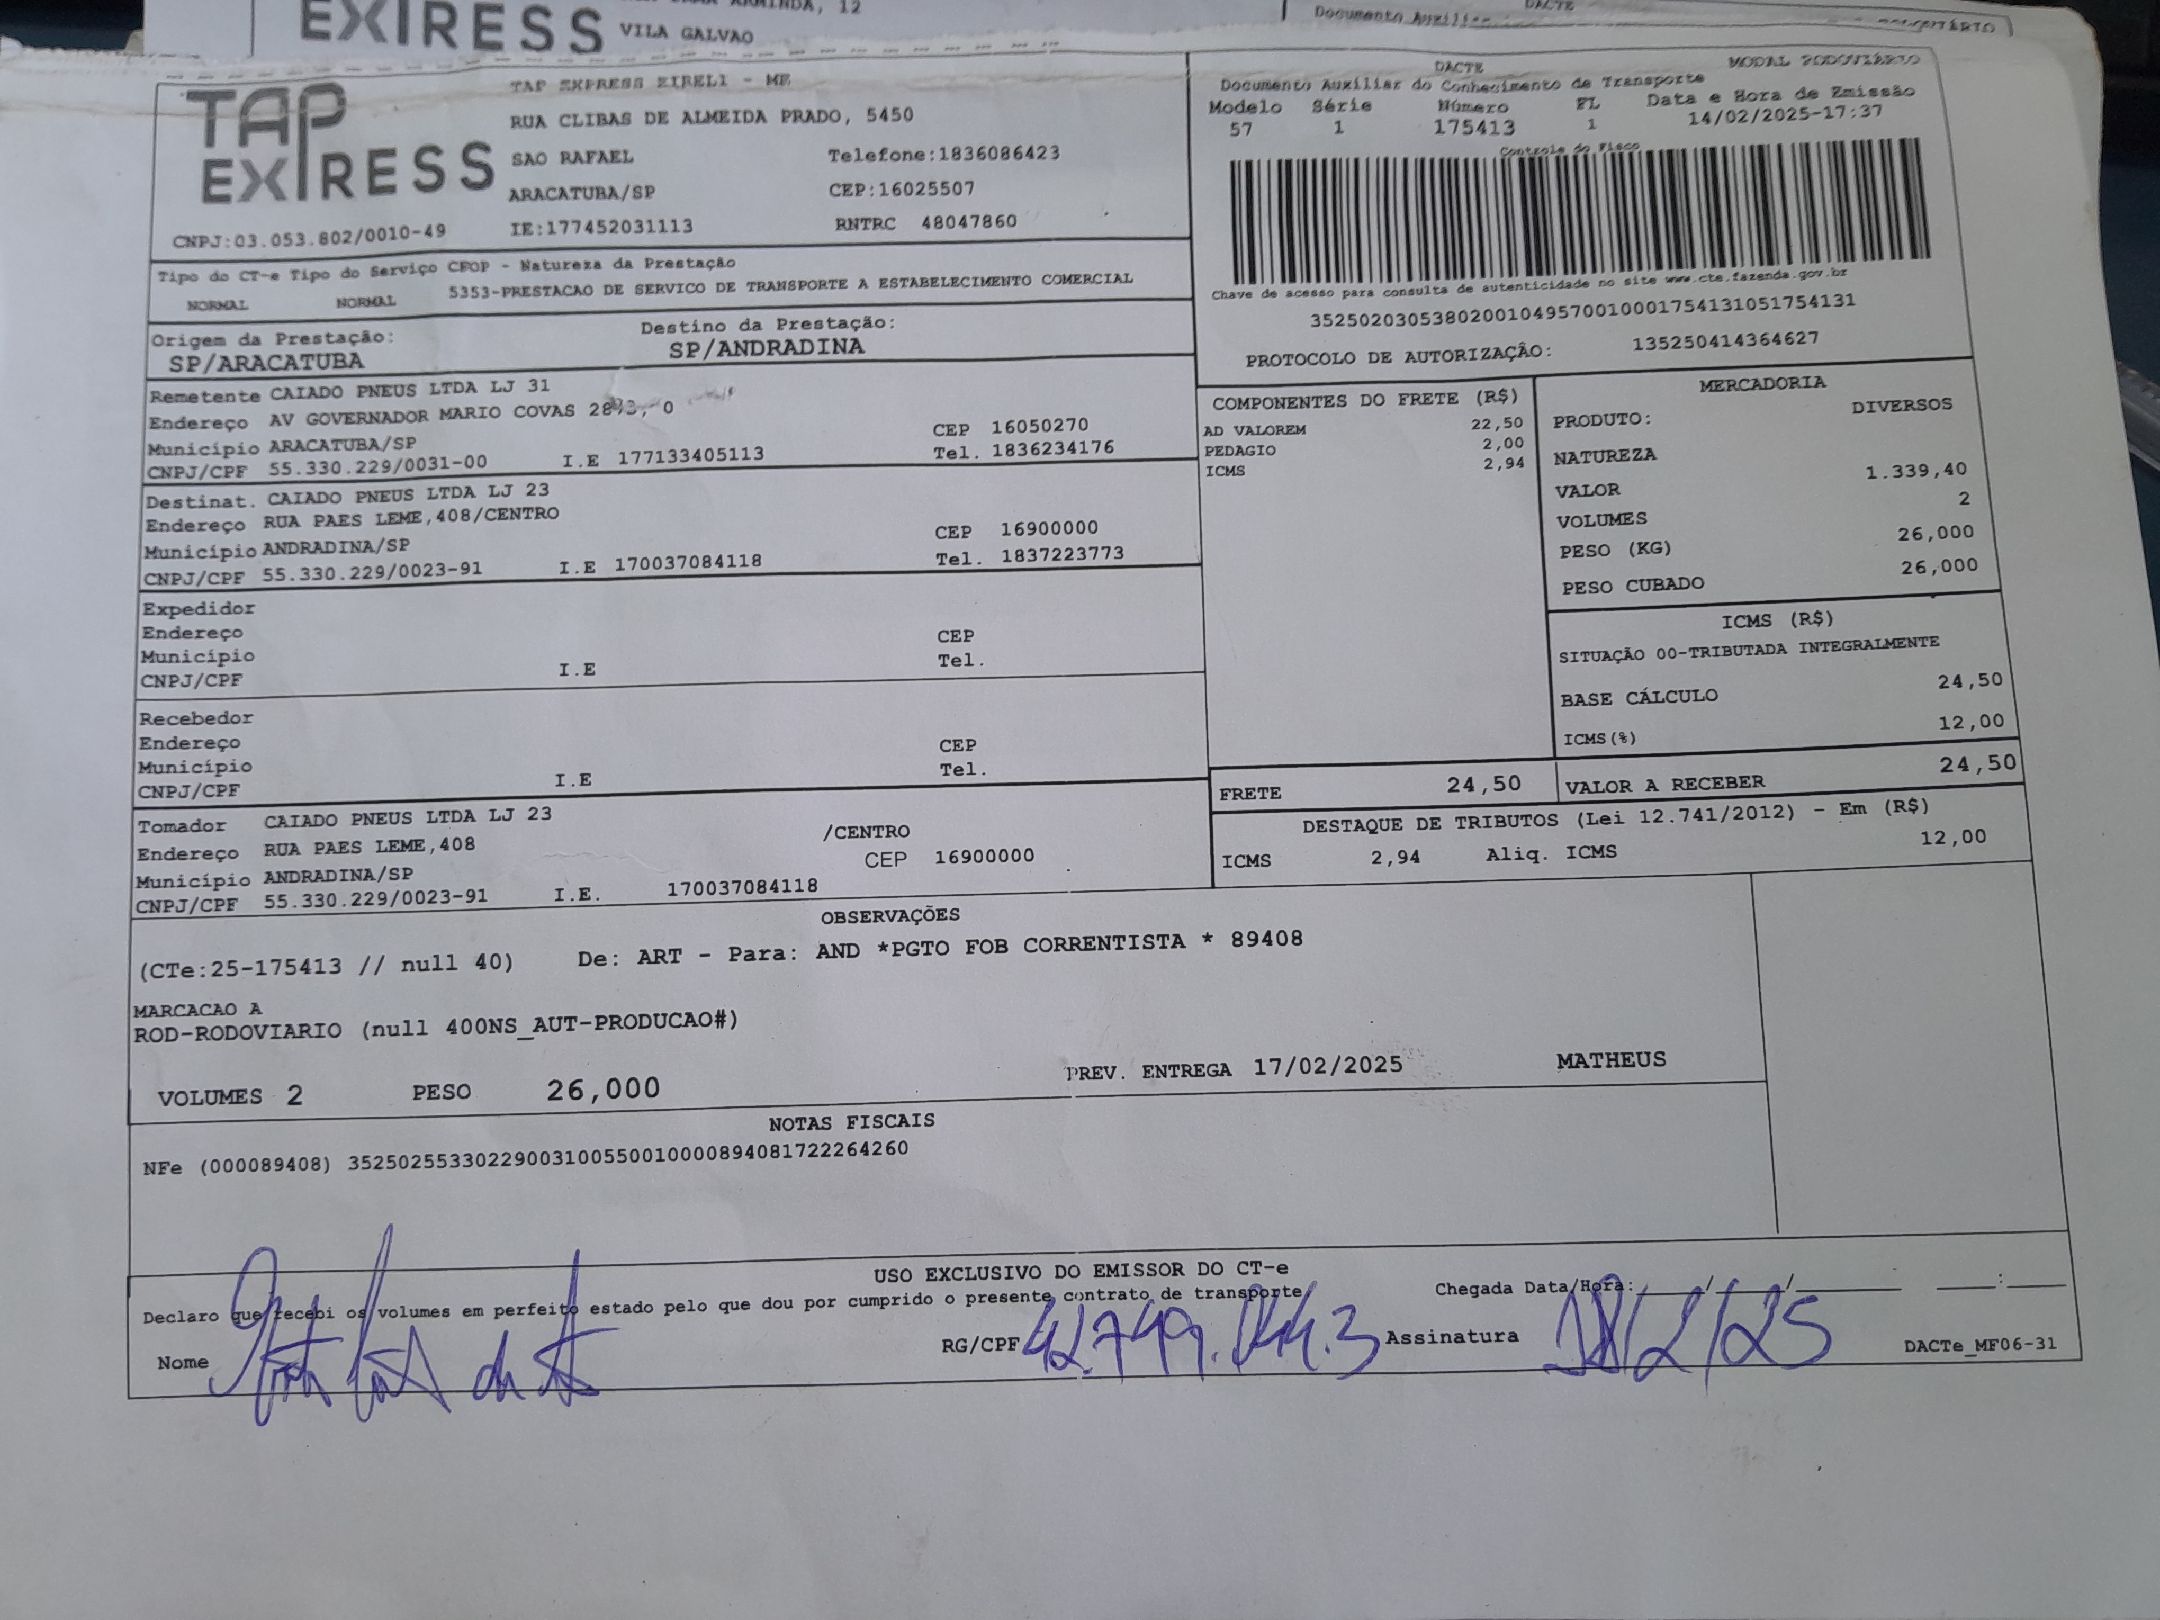 EXPRESS VILA GALVAO
Documento Auxili
DACTE
TAP EXPRESS
TAP EXPRESS EIRELI - ME
RUA CLIBAS DE ALMEIDA PRADO, 5450
SAO RAFAEL Telefone:1836086423
ARACATUBA/SP CEP:16025507
CNPJ:03.053.802/0010-49 IE:177452031113 RNTRC 48047860
DACTE MODAL RODOVIÁRIO
Documento Auxiliar do Conhecimento de Transporte
Modelo Série Número FL Data e Hora de Emissão
57 1 175413 1 14/02/2025-17:37
Controle do Fisco
Chave de acesso para consulta de autenticidade no site www.cte.fazenda.gov.br
35250203053802001049570010001754131051754131
PROTOCOLO DE AUTORIZAÇÃO: 135250414364627
Tipo do CT-e Tipo do Serviço CFOP - Natureza da Prestação
NORMAL NORMAL 5353-PRESTACAO DE SERVICO DE TRANSPORTE A ESTABELECIMENTO COMERCIAL
Origem da Prestação: Destino da Prestação:
SP/ARACATUBA SP/ANDRADINA
Remetente CAIADO PNEUS LTDA LJ 31
Endereço AV GOVERNADOR MARIO COVAS 0
Município ARACATUBA/SP CEP 16050270
CNPJ/CPF 55.330.229/0031-00 I.E 177133405113 Tel. 1836234176
Destinat. CAIADO PNEUS LTDA LJ 23
Endereço RUA PAES LEME,408/CENTRO
Município ANDRADINA/SP CEP 16900000
CNPJ/CPF 55.330.229/0023-91 I.E 170037084118 Tel. 1837223773
Expedidor
Endereço
Município CEP
CNPJ/CPF I.E Tel.
Recebedor
Endereço
Município CEP
CNPJ/CPF I.E Tel.
Tomador CAIADO PNEUS LTDA LJ 23
Endereço RUA PAES LEME,408 /CENTRO
Município ANDRADINA/SP CEP 16900000
CNPJ/CPF 55.330.229/0023-91 I.E. 170037084118
COMPONENTES DO FRETE (R$)
AD VALOREM 22,50
PEDAGIO 2,00
ICMS 2,94
MERCADORIA
PRODUTO: DIVERSOS
NATUREZA
VALOR 1.339,40
VOLUMES 2
PESO (KG) 26,000
PESO CUBADO 26,000
ICMS (R$)
SITUAÇÃO 00-TRIBUTADA INTEGRALMENTE
BASE CÁLCULO 24,50
ICMS(%) 12,00
FRETE 24,50 VALOR A RECEBER 24,50
DESTAQUE DE TRIBUTOS (Lei 12.741/2012) - Em (R$)
ICMS 2,94 Aliq. ICMS 12,00
OBSERVAÇÕES
(CTe:25-175413 // null 40) De: ART - Para: AND *PGTO FOB CORRENTISTA * 89408
MARCACAO A
ROD-RODOVIARIO (null 400NS_AUT-PRODUCAO#)
VOLUMES 2 PESO 26,000 PREV. ENTREGA 17/02/2025 MATHEUS
NOTAS FISCAIS
NFe (000089408) 35250255330229003100550010000894081722264260
USO EXCLUSIVO DO EMISSOR DO CT-e
Declaro que recebi os volumes em perfeito estado pelo que dou por cumprido o presente contrato de transporte Chegada Data/Hora:___/___/______ ___:___
Nome RG/CPF Assinatura 18/2/25 DACTe_MF06-31